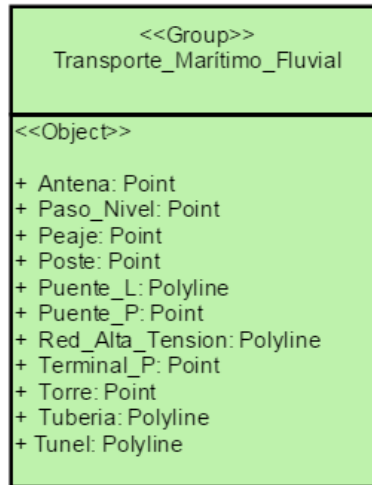 <<Group>>
Transporte_Marítimo_Fluvial
<<Object>>
+ Antena: Point
+ Paso_Nivel: Point
+ Peaje: Point
+ Poste: Point
+ Puente_L: Polyline
+ Puente_P: Point
+ Red_Alta_Tension: Polyline
+ Terminal_P: Point
+ Torre: Point
+ Tuberia: Polyline
+ Tunel: Polyline